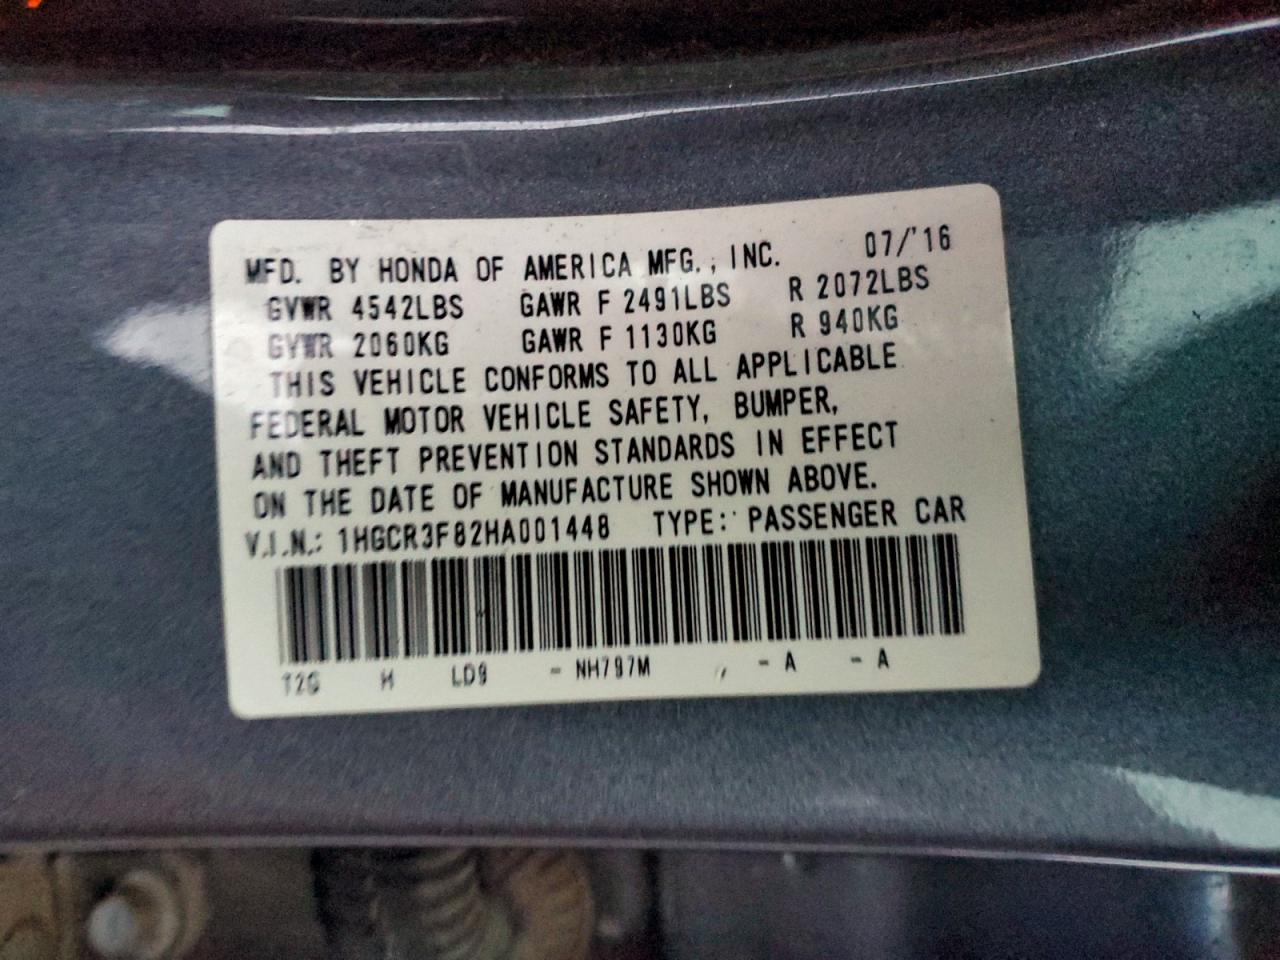 MFD. BY HONDA OF AMERICA MFG., INC. 07/'16
GVWR 4542LBS GAWR F 2491LBS R 2072LBS
GVWR 2060KG GAWR F 1130KG R 940KG
THIS VEHICLE CONFORMS TO ALL APPLICABLE
FEDERAL MOTOR VEHICLE SAFETY, BUMPER,
AND THEFT PREVENTION STANDARDS IN EFFECT
ON THE DATE OF MANUFACTURE SHOWN ABOVE.
V.I.N.: 1HGCR3F82HA001448 TYPE: PASSENGER CAR
T2G H LD9 - NH797M - A - A